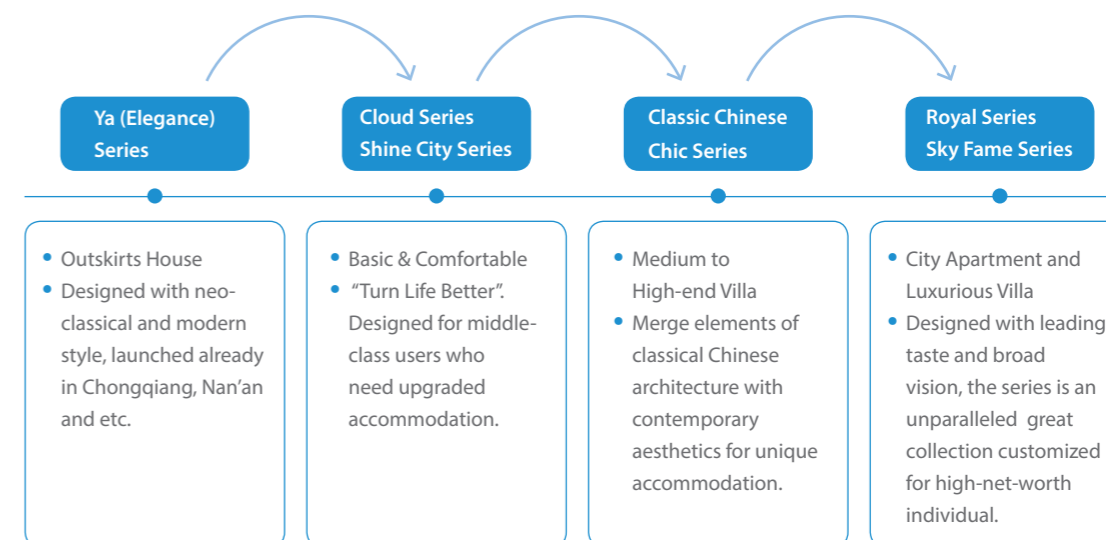 Ya (Elegance)
Series
Cloud Series
Shine City Series
Classic Chinese
Chic Series
Royal Series
Sky Fame Series
• Outskirts House
• Designed with neo-
classical and modern
style, launched already
in Chongqiang, Nan’an
and etc.
• Basic & Comfortable
• “Turn Life Better”.
Designed for middle-
class users who
need upgraded
accommodation.
• Medium to
High-end Villa
• Merge elements of
classical Chinese
architecture with
contemporary
aesthetics for unique
accommodation.
• City Apartment and
Luxurious Villa
• Designed with leading
taste and broad
vision, the series is an
unparalleled great
collection customized
for high-net-worth
individual.